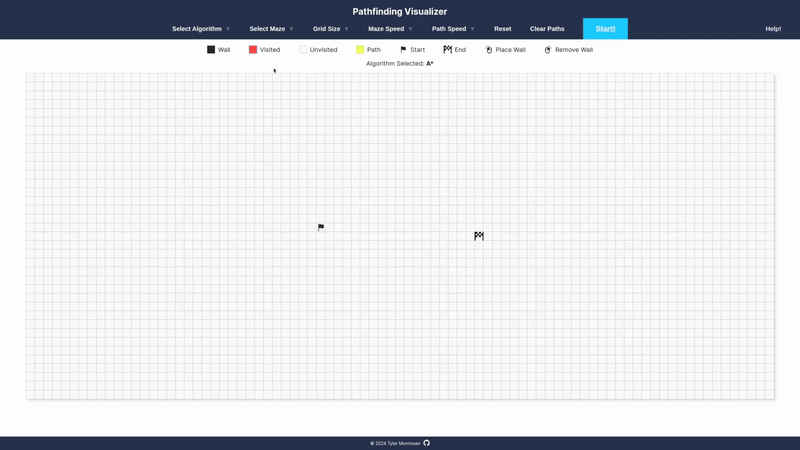 Pathfinding Visualizer
Select Algorithm ▼ Select Maze ▼ Grid Size ▼ Maze Speed ▼ Path Speed ▼ Reset Clear Paths Start! Help!
Wall Visited Unvisited Path Start End Place Wall Remove Wall
Algorithm Selected: A*
© 2024 Tyler Mommsen